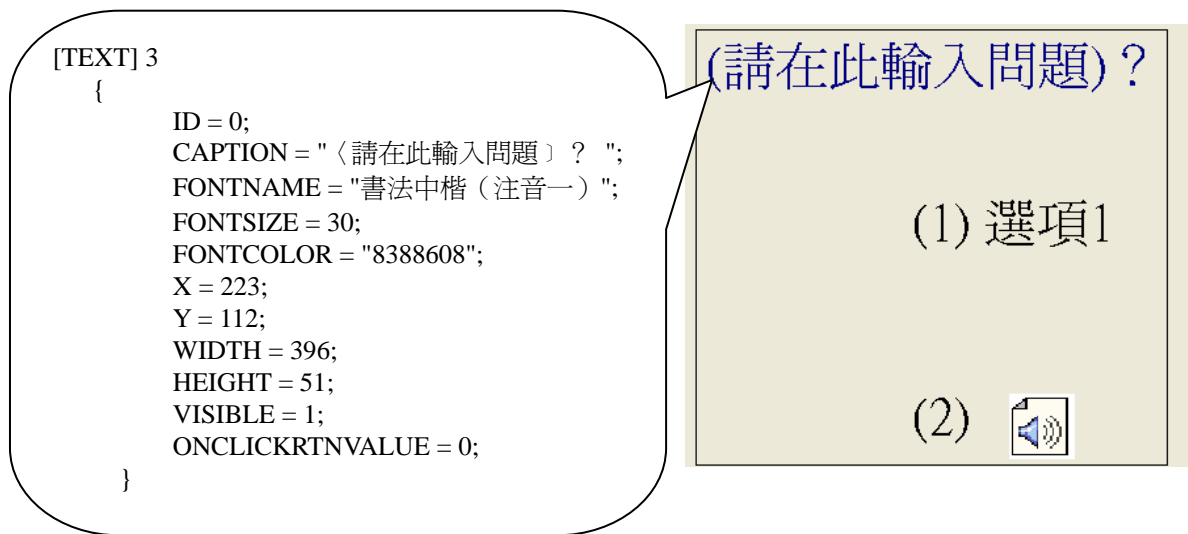 [TEXT] 3
{
ID = 0;
CAPTION = "〈請在此輸入問題﹞？ ";
FONTNAME = "書法中楷（注音一）";
FONTSIZE = 30;
FONTCOLOR = "8388608";
X = 223;
Y = 112;
WIDTH = 396;
HEIGHT = 51;
VISIBLE = 1;
ONCLICKRTNVALUE = 0;
}
(請在此輸入問題)？
(1) 選項1
(2)